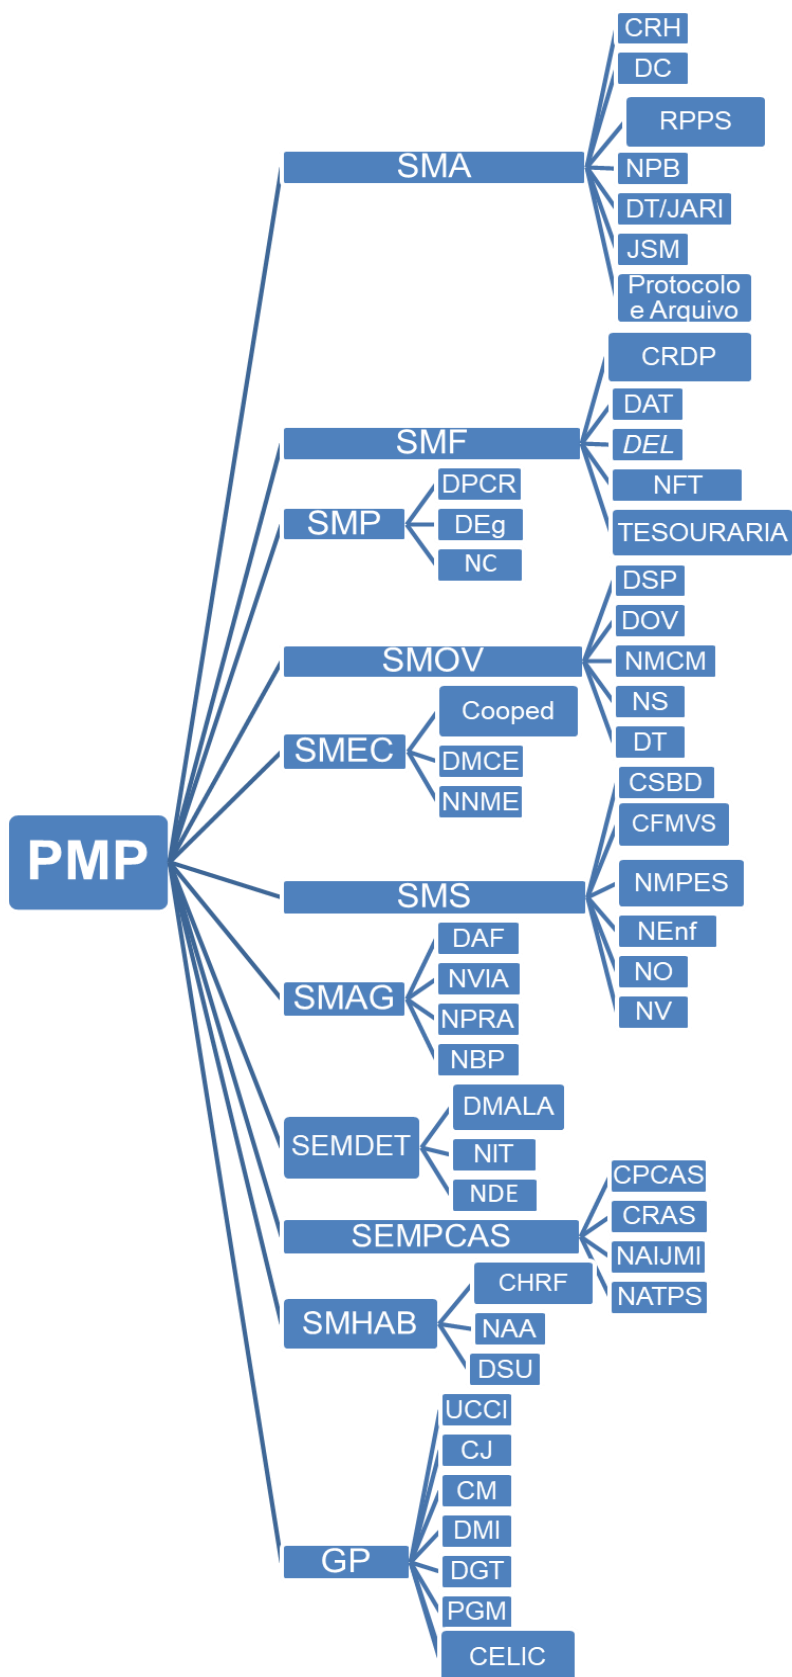 PMP
SMA
CRH
DC
RPPS
NPB
DT/JARI
JSM
Protocolo
e Arquivo
SMF
CRDP
DAT
DEL
NFT
TESOURARIA
SMP
DPCR
DEg
NC
SMOV
DSP
DOV
NMCM
NS
DT
SMEC
Cooped
DMCE
NNME
SMS
CSBD
CFMVS
NMPES
NEnf
NO
NV
SMAG
DAF
NVIA
NPRA
NBP
SEMDET
DMALA
NIT
NDE
SEMPCAS
CPCAS
CRAS
NAIJMI
NATPS
SMHAB
CHRF
NAA
DSU
GP
UCCI
CJ
CM
DMI
DGT
PGM
CELIC